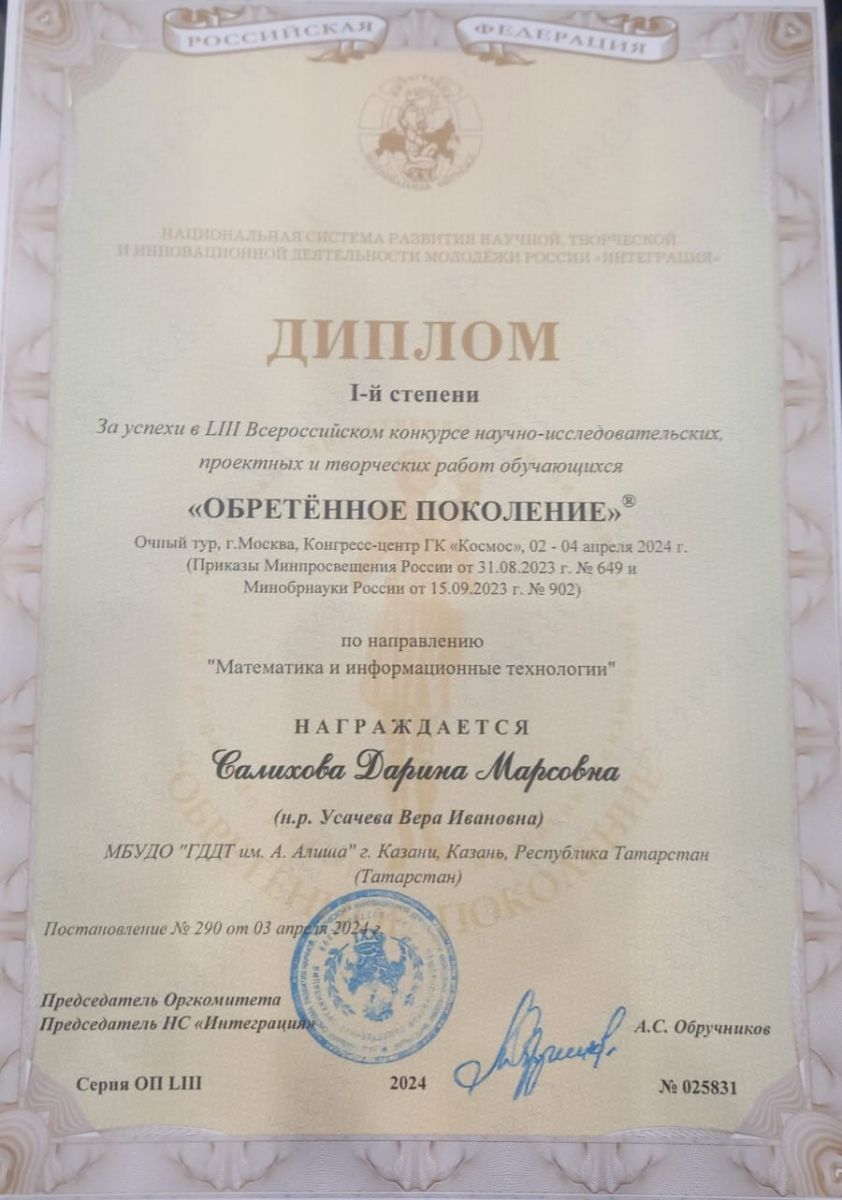 РОССИЙСКАЯ ФЕДЕРАЦИЯ
НАЦИОНАЛЬНАЯ СИСТЕМА РАЗВИТИЯ НАУЧНОЙ, ТВОРЧЕСКОЙ
И ИННОВАЦИОННОЙ ДЕЯТЕЛЬНОСТИ МОЛОДЁЖИ РОССИИ «ИНТЕГРАЦИЯ»
ДИПЛОМ
I-й степени
За успехи в LIII Всероссийском конкурсе научно-исследовательских,
проектных и творческих работ обучающихся
«ОБРЕТЁННОЕ ПОКОЛЕНИЕ»®
Очный тур, г.Москва, Конгресс-центр ГК «Космос», 02 - 04 апреля 2024 г.
(Приказы Минпросвещения России от 31.08.2023 г. № 649 и
Минобрнауки России от 15.09.2023 г. № 902)
по направлению
"Математика и информационные технологии"
НАГРАЖДАЕТСЯ
Салихова Дарина Марсовна
(н.р. Усачева Вера Ивановна)
МБУДО "ГДДТ им. А. Алиша" г. Казани, Казань, Республика Татарстан
(Татарстан)
"ОБРЕТЕННОЕ ПОКОЛЕНИЕ"
Постановление № 290 от 03 апреля 2024 г.
Председатель Оргкомитета
Председатель НС «Интеграция»
А.С. Обручников
Серия ОП LIII 2024 № 025831